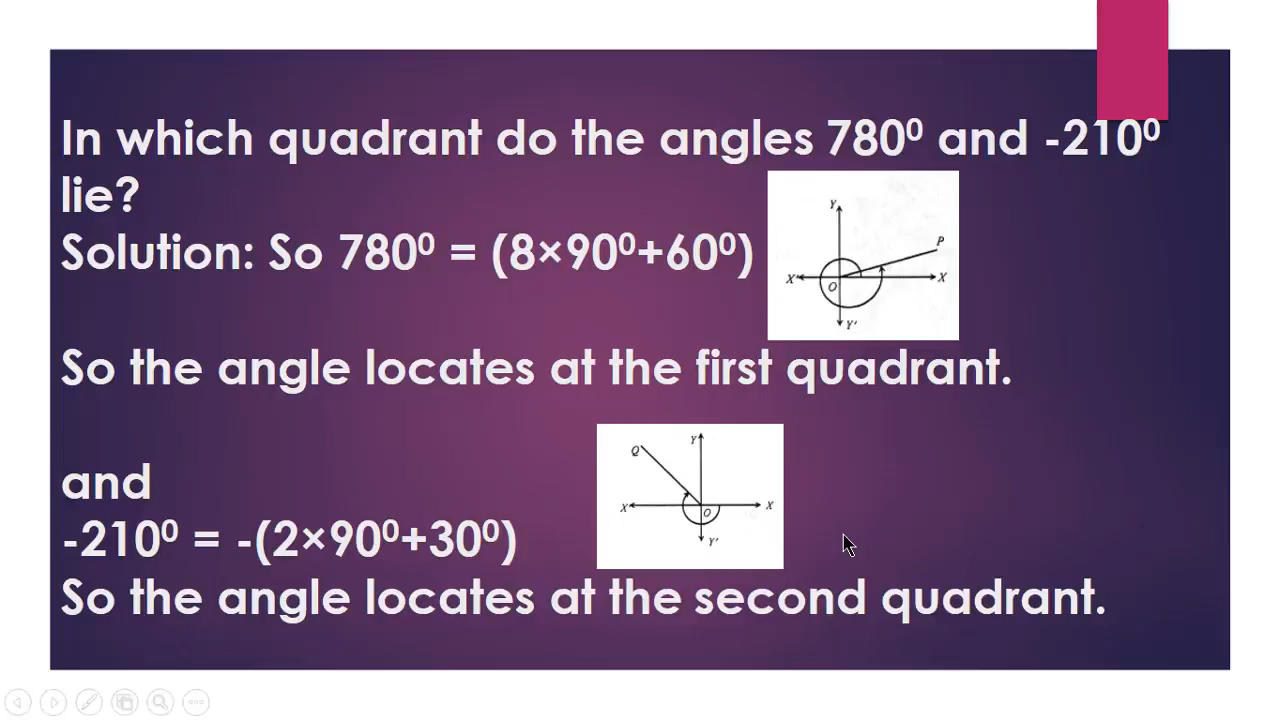 In which quadrant do the angles 780⁰ and -210⁰
lie?
Solution: So 780⁰ = (8×90⁰+60⁰)
Y
P
X'
O
X
Y'
So the angle locates at the first quadrant.
and
Q
Y
X'
O
X
Y'
-210⁰ = -(2×90⁰+30⁰)
So the angle locates at the second quadrant.